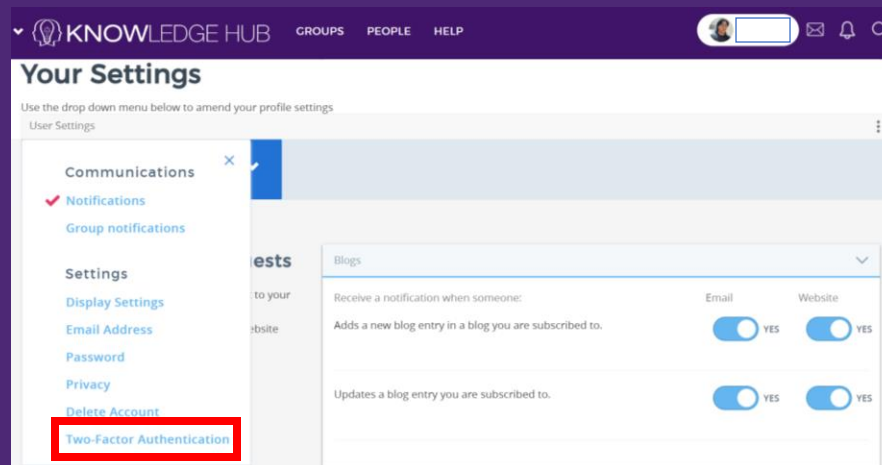 KNOWLEDGE HUB GROUPS PEOPLE HELP
Your Settings
Use the drop down menu below to amend your profile settings
User Settings
Communications
Notifications
Group notifications
Settings
Display Settings
Email Address
Password
Privacy
Delete Account
Two-Factor Authentication
ests
to your
ebsite
Blogs
Receive a notification when someone: Email Website
Adds a new blog entry in a blog you are subscribed to. YES YES
Updates a blog entry you are subscribed to. YES YES